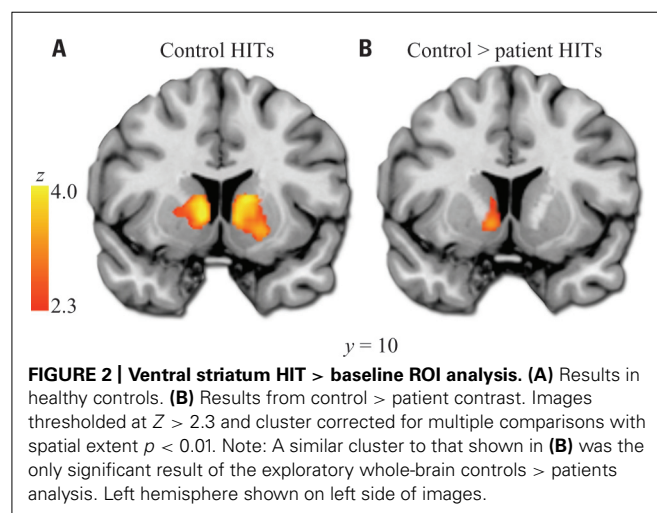 A Control HITs
B Control > patient HITs
z
4.0
2.3
y = 10
FIGURE 2 | Ventral striatum HIT > baseline ROI analysis. (A) Results in
healthy controls. (B) Results from control > patient contrast. Images
thresholded at Z > 2.3 and cluster corrected for multiple comparisons with
spatial extent p < 0.01. Note: A similar cluster to that shown in (B) was the
only significant result of the exploratory whole-brain controls > patients
analysis. Left hemisphere shown on left side of images.